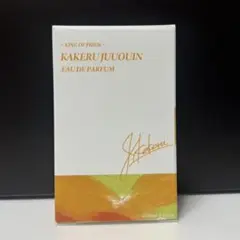 - KING OF PRISM -
KAKERU JUUOUIN
EAU DE PARFUM